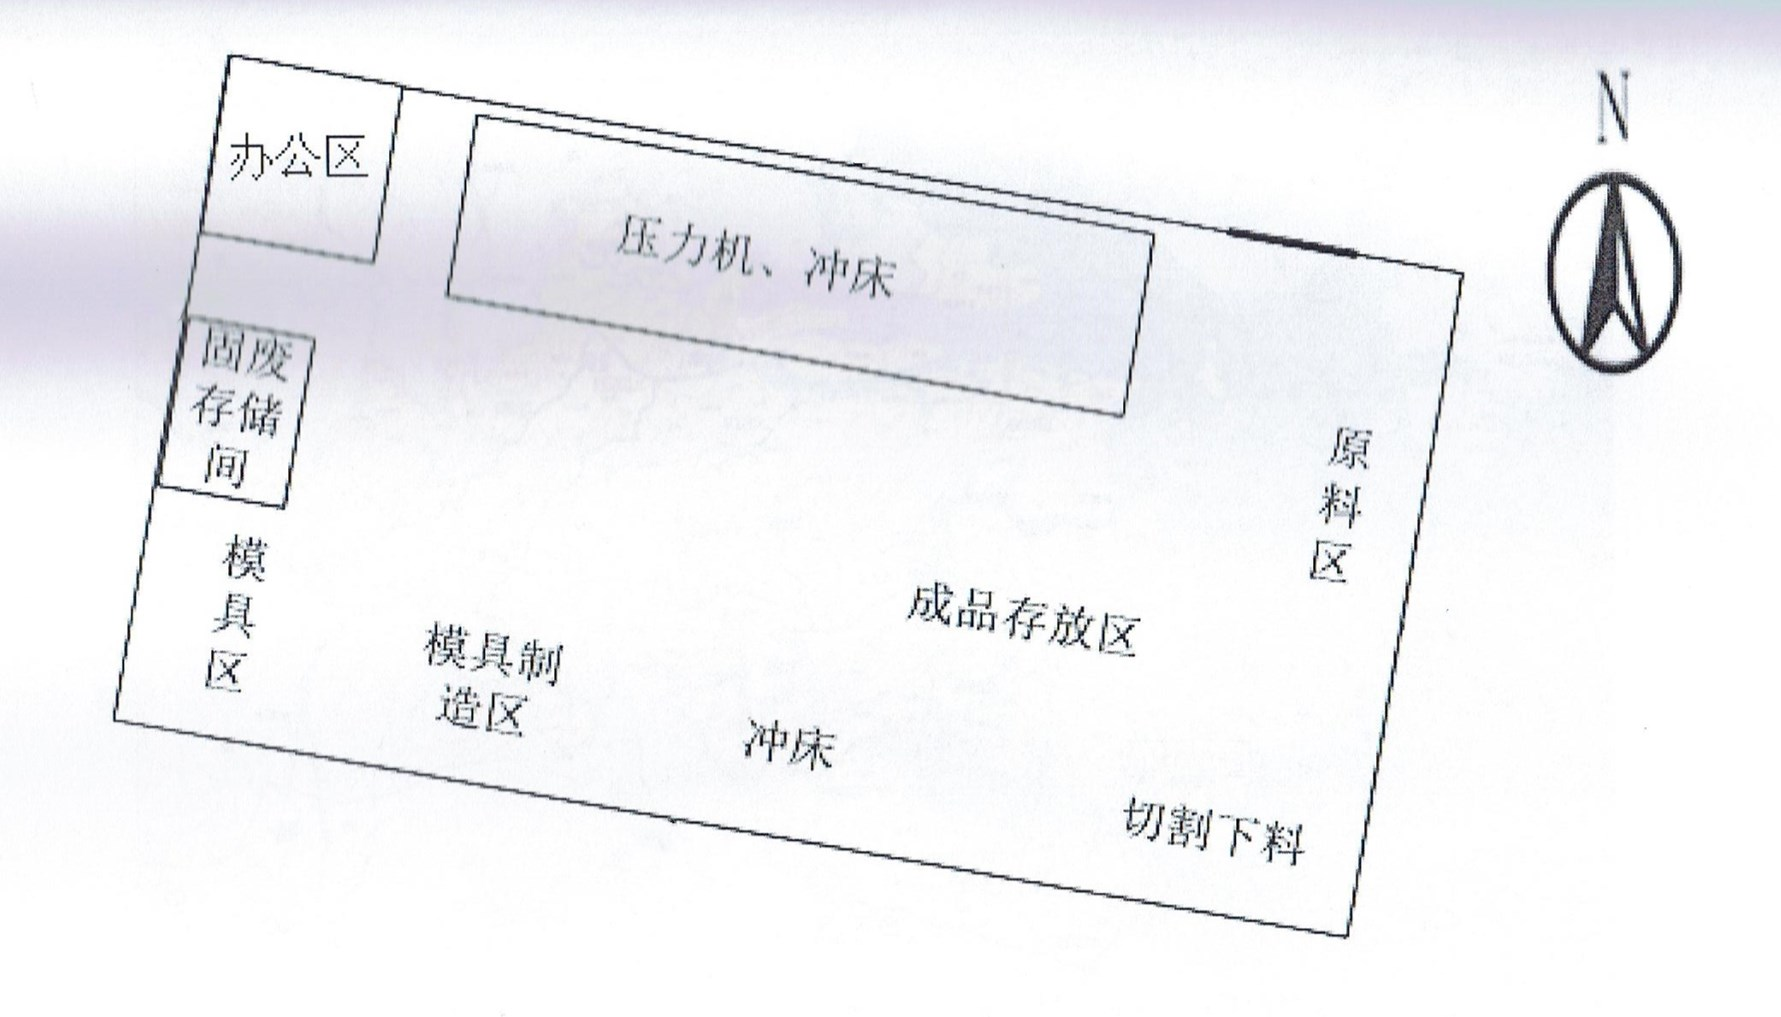 N
办公区
压力机、冲床
固废
存储
间
原
料
区
模
具
区
成品存放区
模具制
造区
冲床
切割下料